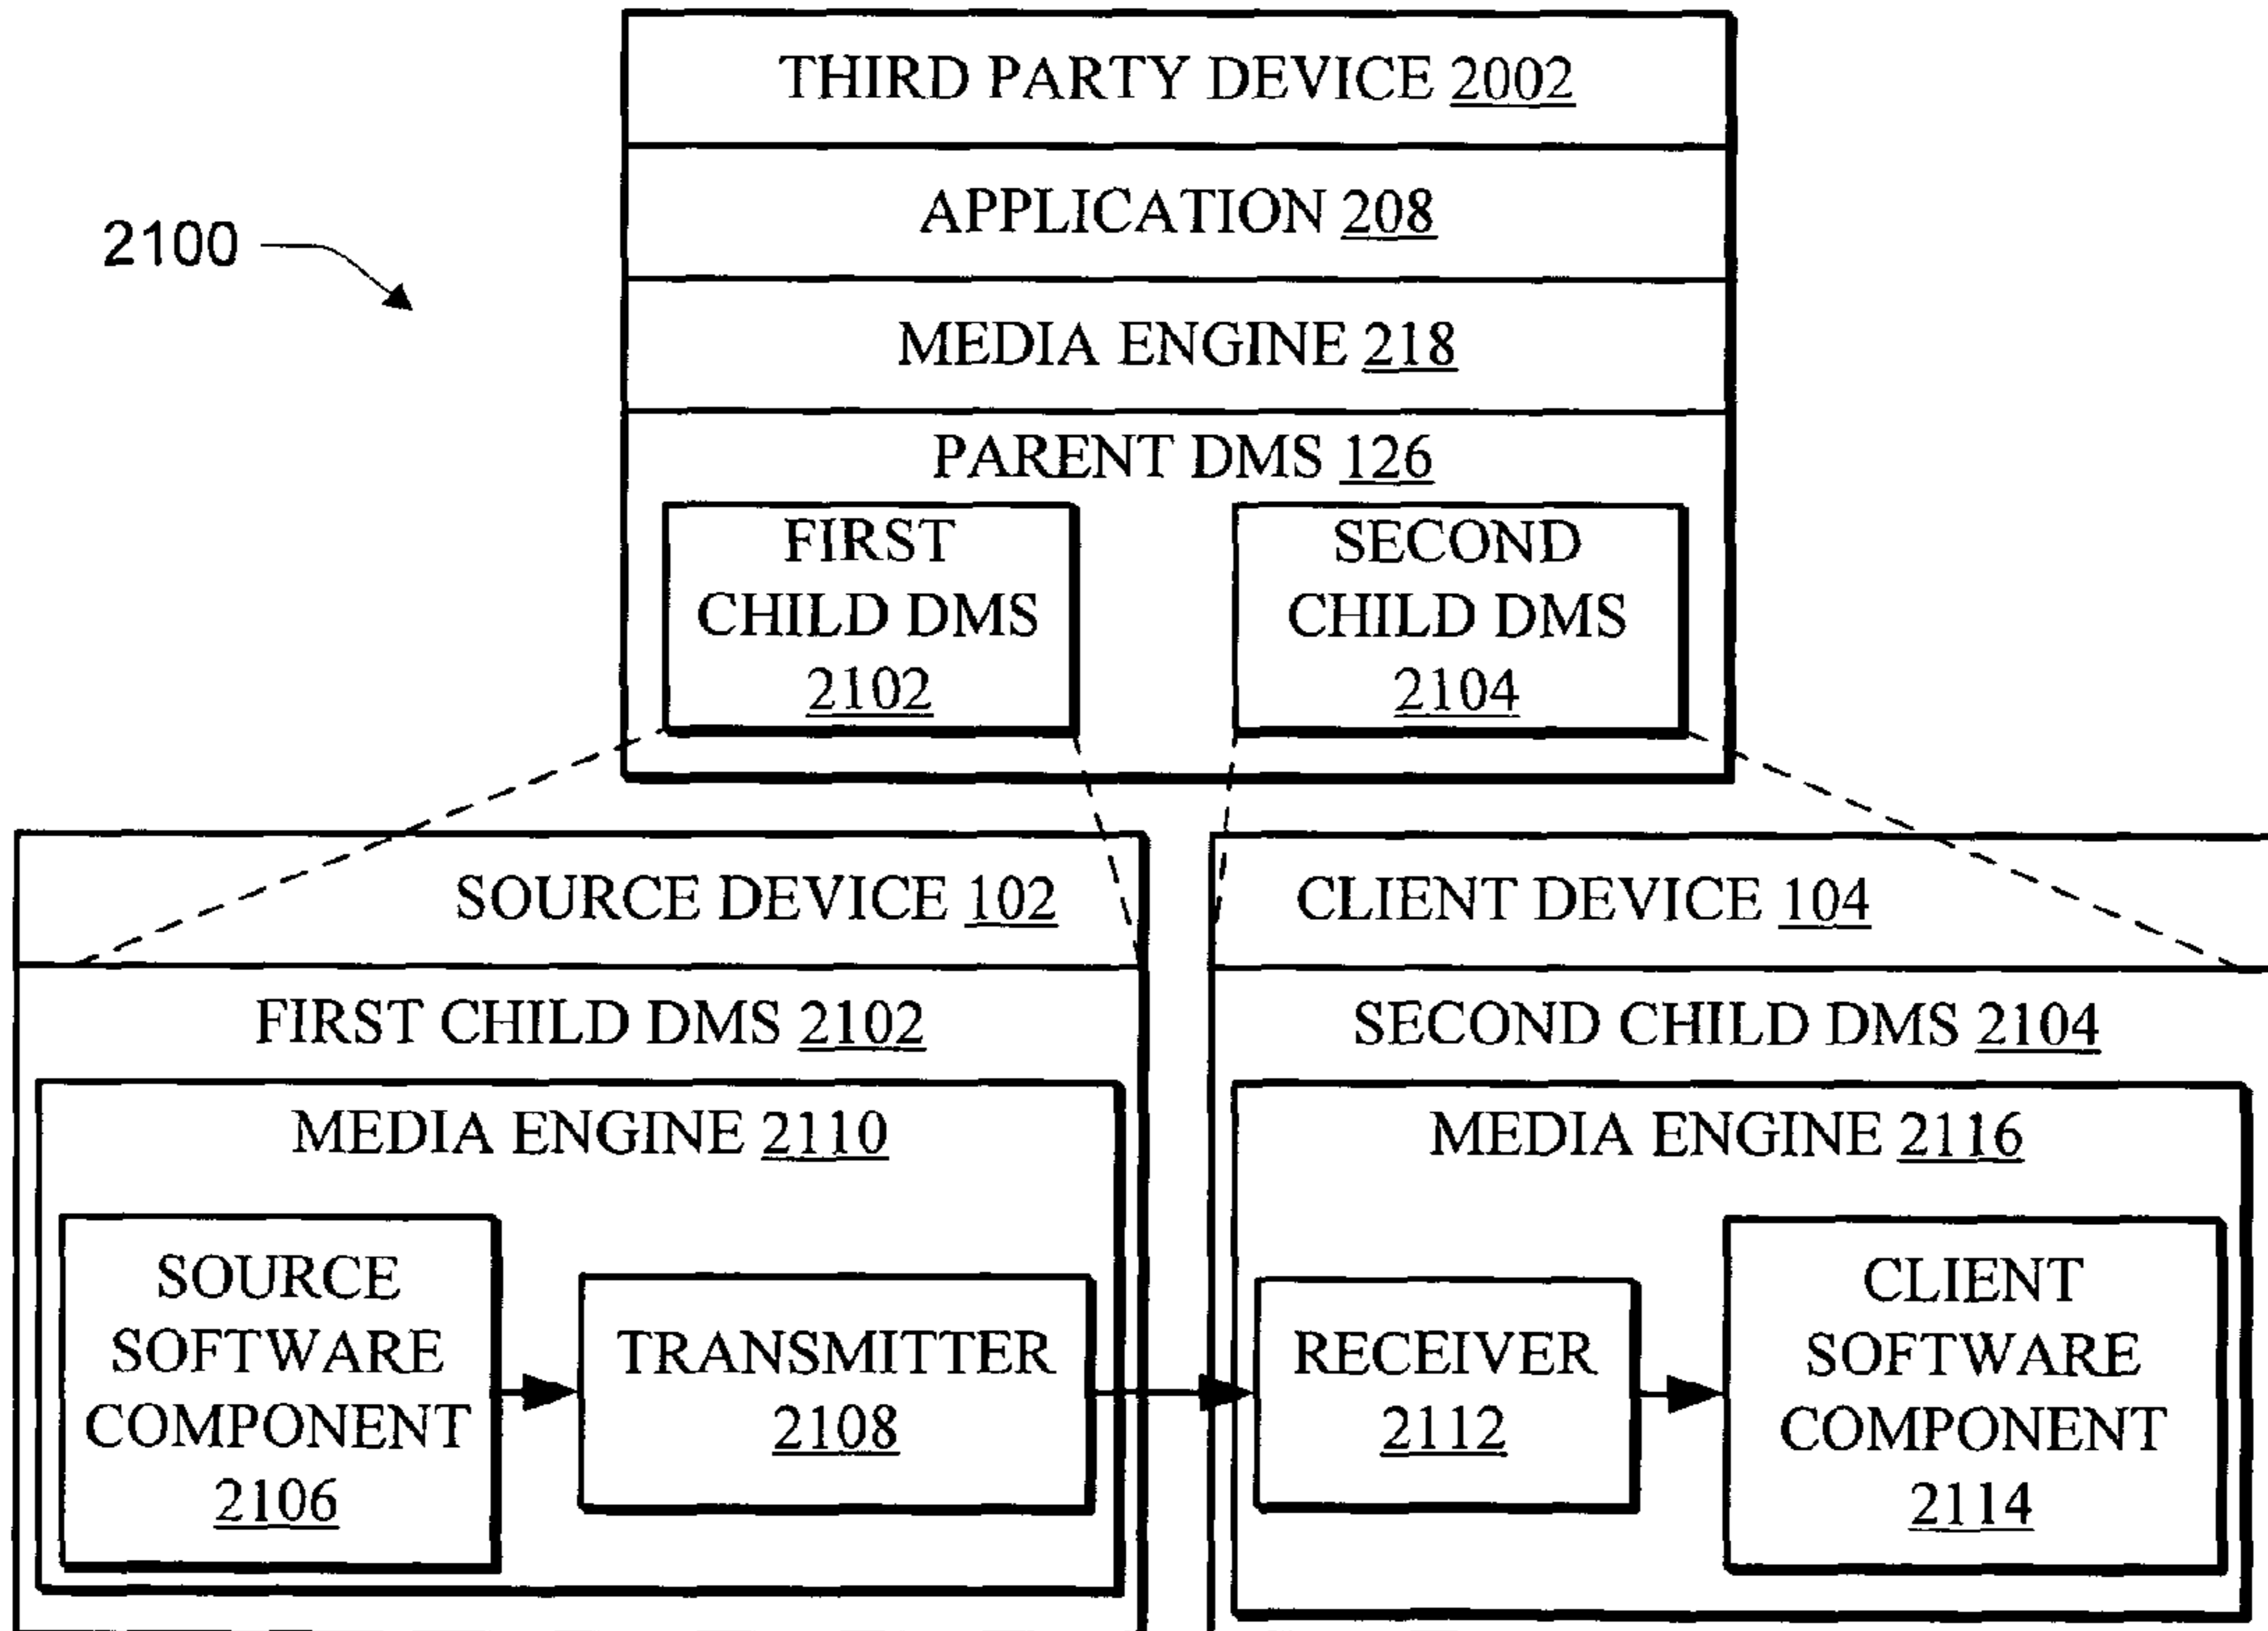 THIRD PARTY DEVICE 2002
APPLICATION 208
2100
MEDIA ENGINE 218
PARENT DMS 126
FIRST
CHILD DMS
2102
SECOND
CHILD DMS
2104
SOURCE DEVICE 102
FIRST CHILD DMS 2102
MEDIA ENGINE 2110
SOURCE
SOFTWARE
COMPONENT
2106
TRANSMITTER
2108
CLIENT DEVICE 104
SECOND CHILD DMS 2104
MEDIA ENGINE 2116
RECEIVER
2112
CLIENT
SOFTWARE
COMPONENT
2114